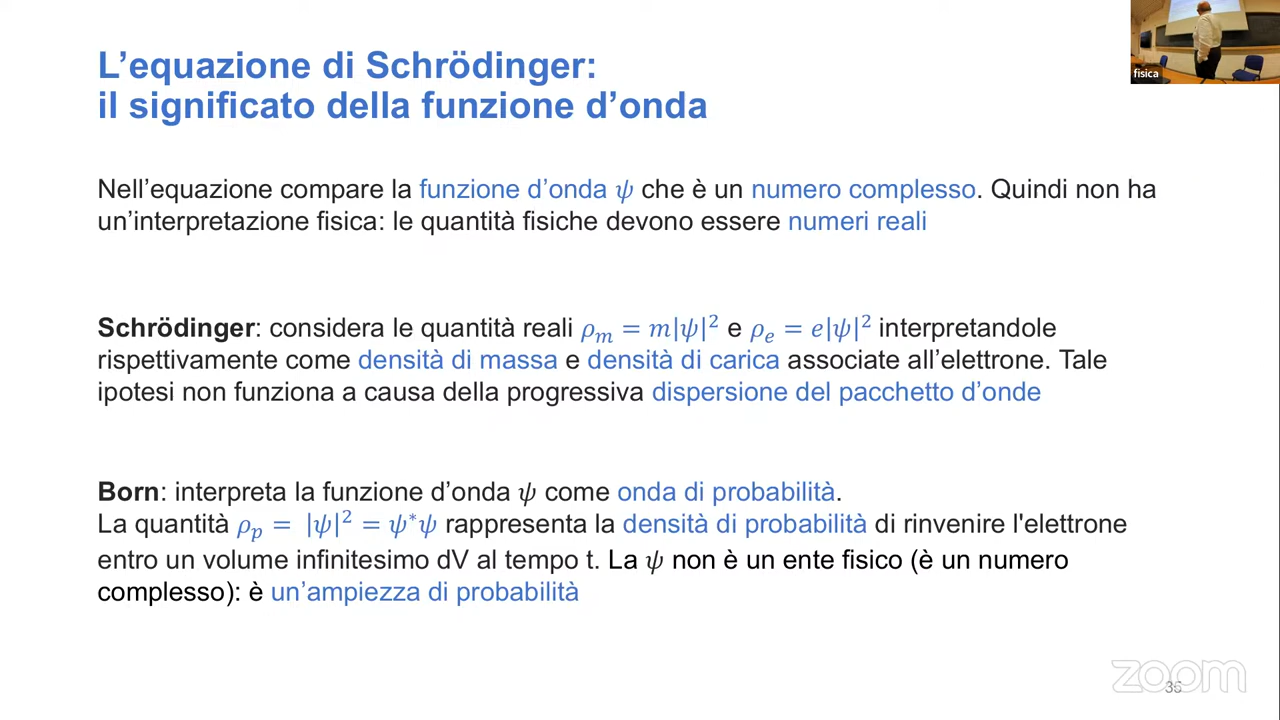 L’equazione di Schrödinger:
il significato della funzione d’onda
fisica
Nell’equazione compare la funzione d’onda ψ che è un numero complesso. Quindi non ha
un’interpretazione fisica: le quantità fisiche devono essere numeri reali
Schrödinger: considera le quantità reali ρₘ = m|ψ|² e ρₑ = e|ψ|² interpretandole
rispettivamente come densità di massa e densità di carica associate all’elettrone. Tale
ipotesi non funziona a causa della progressiva dispersione del pacchetto d’onde
Born: interpreta la funzione d’onda ψ come onda di probabilità.
La quantità ρₚ = |ψ|² = ψ*ψ rappresenta la densità di probabilità di rinvenire l'elettrone
entro un volume infinitesimo dV al tempo t. La ψ non è un ente fisico (è un numero
complesso): è un’ampiezza di probabilità
zoom
35